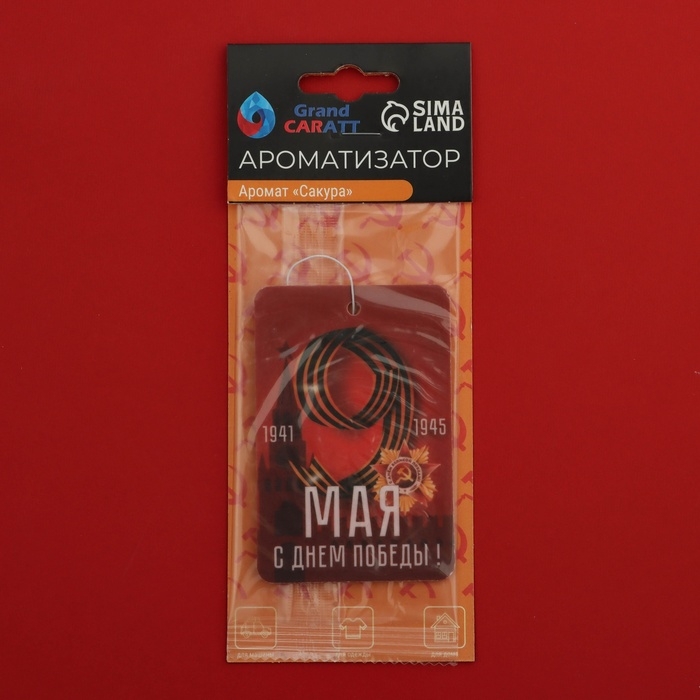 Grand
CARATT
SIMA
LAND
АРОМАТИЗАТОР
Аромат «Сакура»
1941
1945
9
МАЯ
С ДНЕМ ПОБЕДЫ !